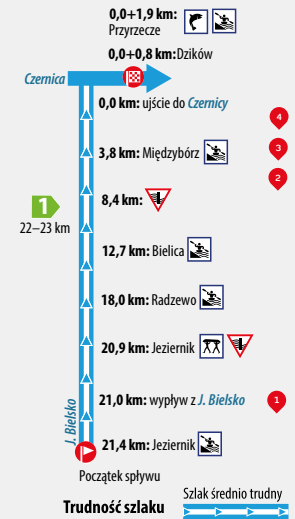 0,0+1,9 km:
Przyrzecze
0,0+0,8 km: Dzików
Czernica
0,0 km: ujście do Czernicy
4
3,8 km: Międzybórz
3
2
8,4 km:
1
22–23 km
12,7 km: Bielica
18,0 km: Radzewo
20,9 km: Jeziernik
21,0 km: wypływ z J. Bielsko
1
J. Bielsko
21,4 km: Jeziernik
Początek spływu
Trudność szlaku
Szlak średnio trudny